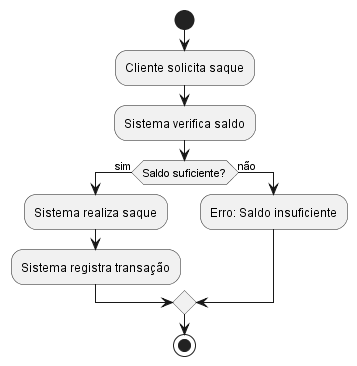 Cliente solicita saque
Sistema verifica saldo
sim
Saldo suficiente?
não
Sistema realiza saque
Erro: Saldo insuficiente
Sistema registra transação